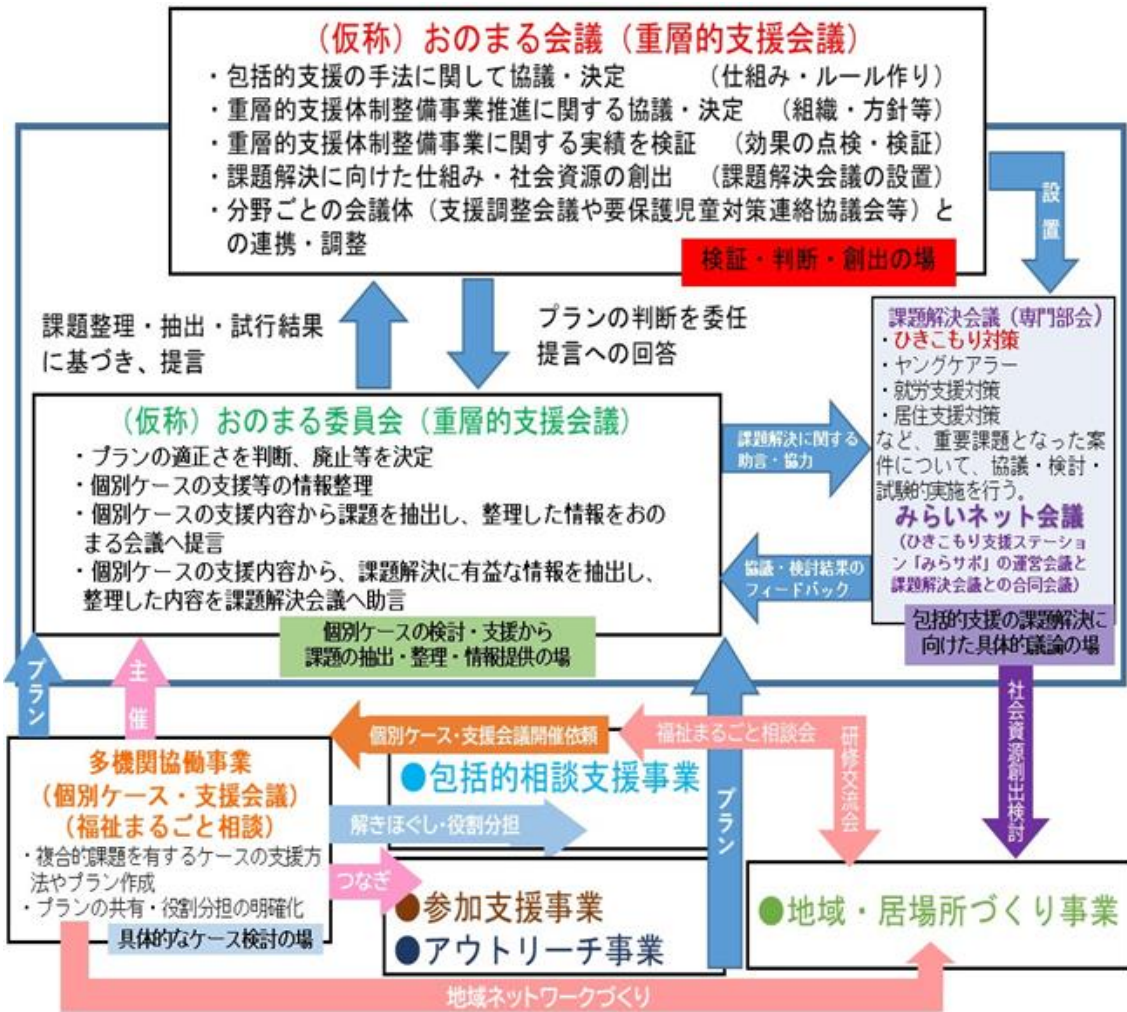 (仮称)おのまる会議(重層的支援会議)
・包括的支援の手法に関して協議・決定 (仕組み・ルール作り)
・重層的支援体制整備事業推進に関する協議・決定 (組織・方針等)
・重層的支援体制整備事業に関する実績を検証 (効果の点検・検証)
・課題解決に向けた仕組み・社会資源の創出 (課題解決会議の設置)
・分野ごとの会議体(支援調整会議や要保護児童対策連絡協議会等)と
の連携・調整
検証・判断・創出の場
設置
課題整理・抽出・試行結果
に基づき、提言
プランの判断を委任
提言への回答
課題解決会議(専門部会)
・ひきこもり対策
・ヤングケアラー
・就労支援対策
・居住支援対策
など、重要課題となった案
件について、協議・検討・
試験的実施を行う。
みらいネット会議
(ひきこもり支援ステーショ
ン「みらサポ」の運営会議と
課題解決会議との合同会議)
包括的支援の課題解決に
向けた具体的議論の場
(仮称)おのまる委員会(重層的支援会議)
・プランの適正さを判断、廃止等を決定
・個別ケースの支援等の情報整理
・個別ケースの支援内容から課題を抽出し、整理した情報をおの
まる会議へ提言
・個別ケースの支援内容から、課題解決に有益な情報を抽出し、
整理した内容を課題解決会議へ助言
個別ケースの検討・支援から
課題の抽出・整理・情報提供の場
課題解決に関する
助言・協力
協議・検討結果の
フィードバック
プラン
主催
プラン
社会資源創出検討
個別ケース・支援会議開催依頼
福祉まるごと相談会
研修交流会
多機関協働事業
(個別ケース・支援会議)
(福祉まるごと相談)
・複合的課題を有するケースの支援方
法やプラン作成
・プランの共有・役割分担の明確化
具体的なケース検討の場
●包括的相談支援事業
解きほぐし・役割分担
つなぎ
●参加支援事業
●アウトリーチ事業
●地域・居場所づくり事業
地域ネットワークづくり